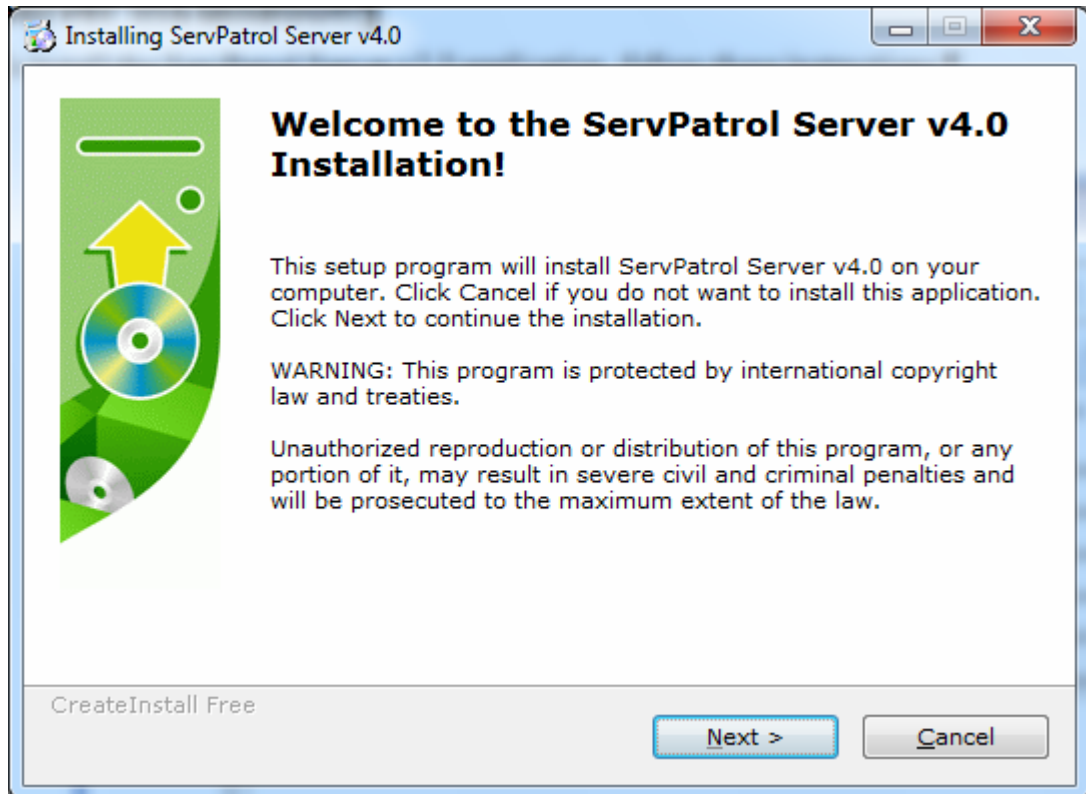 Installing ServPatrol Server v4.0
Welcome to the ServPatrol Server v4.0
Installation!
This setup program will install ServPatrol Server v4.0 on your
computer. Click Cancel if you do not want to install this application.
Click Next to continue the installation.
WARNING: This program is protected by international copyright
law and treaties.
Unauthorized reproduction or distribution of this program, or any
portion of it, may result in severe civil and criminal penalties and
will be prosecuted to the maximum extent of the law.
CreateInstall Free
Next >
Cancel